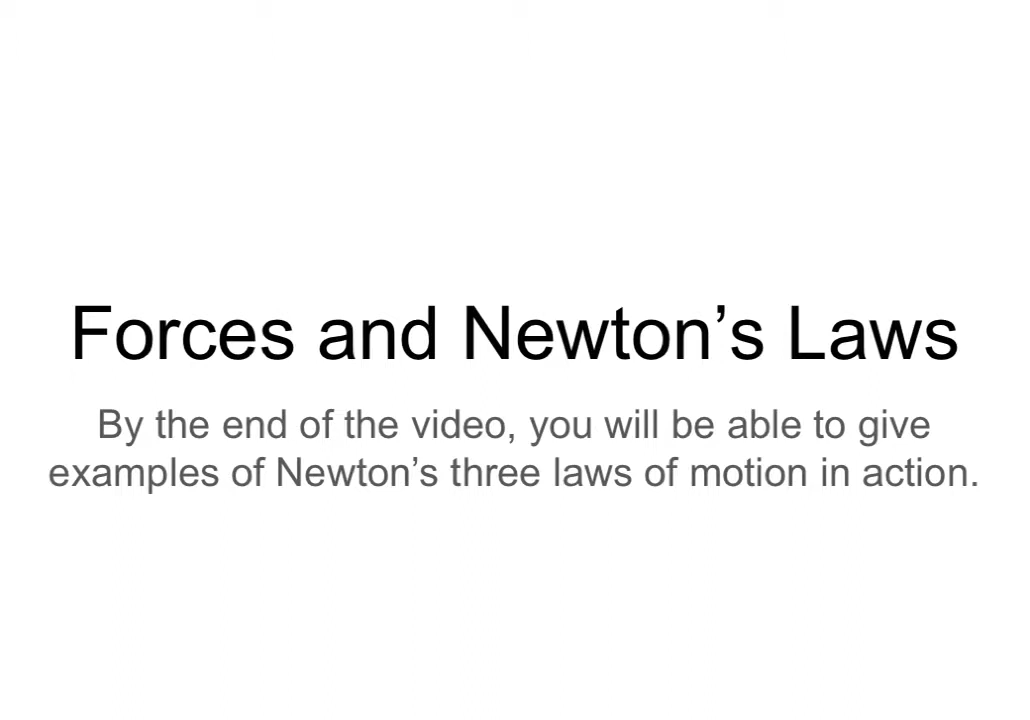 Forces and Newton’s Laws
By the end of the video, you will be able to give
examples of Newton’s three laws of motion in action.